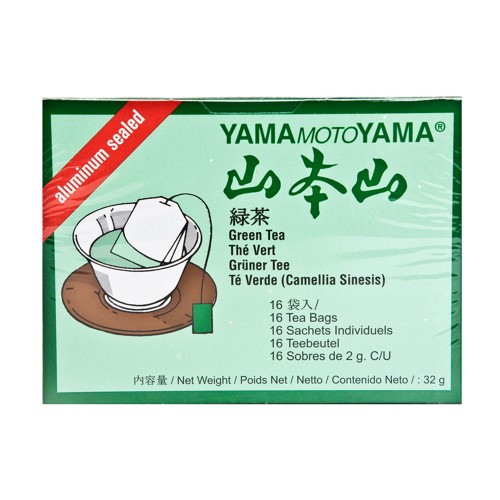 aluminum sealed
YAMAMOTOYAMA®
山本山
緑茶
Green Tea
Thé Vert
Grüner Tee
Té Verde (Camellia Sinesis)
16 袋入/
16 Tea Bags
16 Sachets Individuels
16 Teebeutel
16 Sobres de 2 g. C/U
内容量 / Net Weight / Poids Net / Netto / Contenido Neto / : 32 g